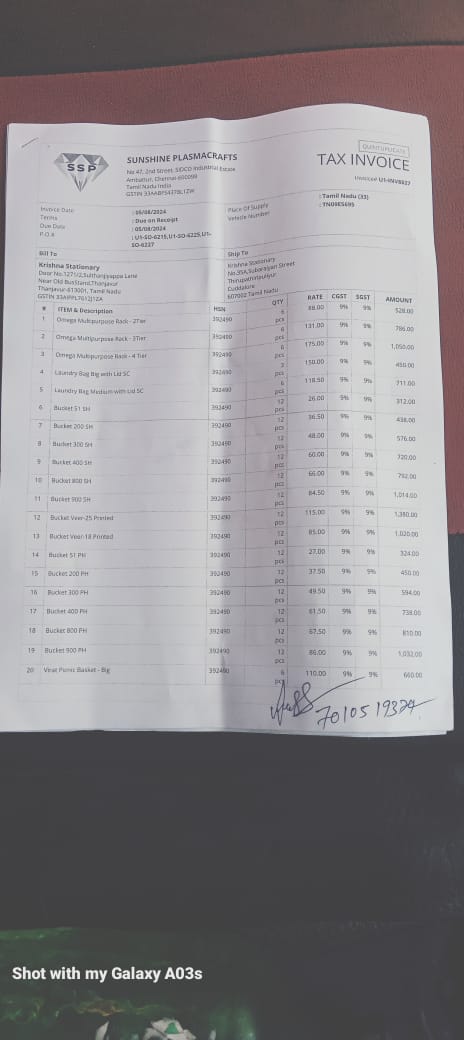 QUINTUPLICATE
SSP
SUNSHINE PLASMACRAFTS
TAX INVOICE
No 47, 2nd Street, SIDCO Industrial Estate
Ambattur, Chennai-600098
Tamil Nadu India
GSTIN 33AABFS4378L1ZW
Invoice# U1-INV8627
Invoice Date : 05/08/2024
Terms : Due on Receipt
Due Date : 05/08/2024
P.O.# : U1-SO-6215,U1-SO-6225,U1-SO-6227
Place Of Supply : Tamil Nadu (33)
Vehicle Number : TN09ES695
Bill To
Krishna Stationary
Door No.1271/2,Sulthanjiyappa Lane
Near Old BusStand,Thanjavur
Thanjavur-613001, Tamil Nadu
Ship To
Krishna Stationary
No.35A,Subarayan Street
Thirupathiripuliyur
Cuddalore
607002 Tamil Nadu
# ITEM & Description HSN QTY RATE CGST SGST AMOUNT
1 Omega Multipurpose Rack - 2Tier 392490 6 pcs 88.00 9% 9% 528.00
2 Omega Multipurpose Rack - 3Tier 392490 6 pcs 131.00 9% 9% 786.00
3 Omega Multipurpose Rack - 4 Tier 392490 6 pcs 175.00 9% 9% 1,050.00
4 Laundry Bag Big with Lid SC 392490 3 pcs 150.00 9% 9% 450.00
5 Laundry Bag Medium with Lid SC 392490 6 pcs 118.50 9% 9% 711.00
6 Bucket 51 SH 392490 12 pcs 26.00 9% 9% 312.00
7 Bucket 200 SH 392490 12 pcs 36.50 9% 9% 438.00
8 Bucket 300 SH 392490 12 pcs 48.00 9% 9% 576.00
9 Bucket 400 SH 392490 12 pcs 60.00 9% 9% 720.00
10 Bucket 800 SH 392490 12 pcs 66.00 9% 9% 792.00
11 Bucket 900 SH 392490 12 pcs 84.50 9% 9% 1,014.00
12 Bucket Veer-25 Printed 392490 12 pcs 115.00 9% 9% 1,380.00
13 Bucket Veer-18 Printed 392490 12 pcs 85.00 9% 9% 1,020.00
14 Bucket 51 PH 392490 12 pcs 27.00 9% 9% 324.00
15 Bucket 200 PH 392490 12 pcs 37.50 9% 9% 450.00
16 Bucket 300 PH 392490 12 pcs 49.50 9% 9% 594.00
17 Bucket 400 PH 392490 12 pcs 61.50 9% 9% 738.00
18 Bucket 800 PH 392490 12 pcs 67.50 9% 9% 810.00
19 Bucket 900 PH 392490 12 pcs 86.00 9% 9% 1,032.00
20 Virat Picnic Basket - Big 392490 6 pcs 110.00 9% 9% 660.00
Shot with my Galaxy A03s